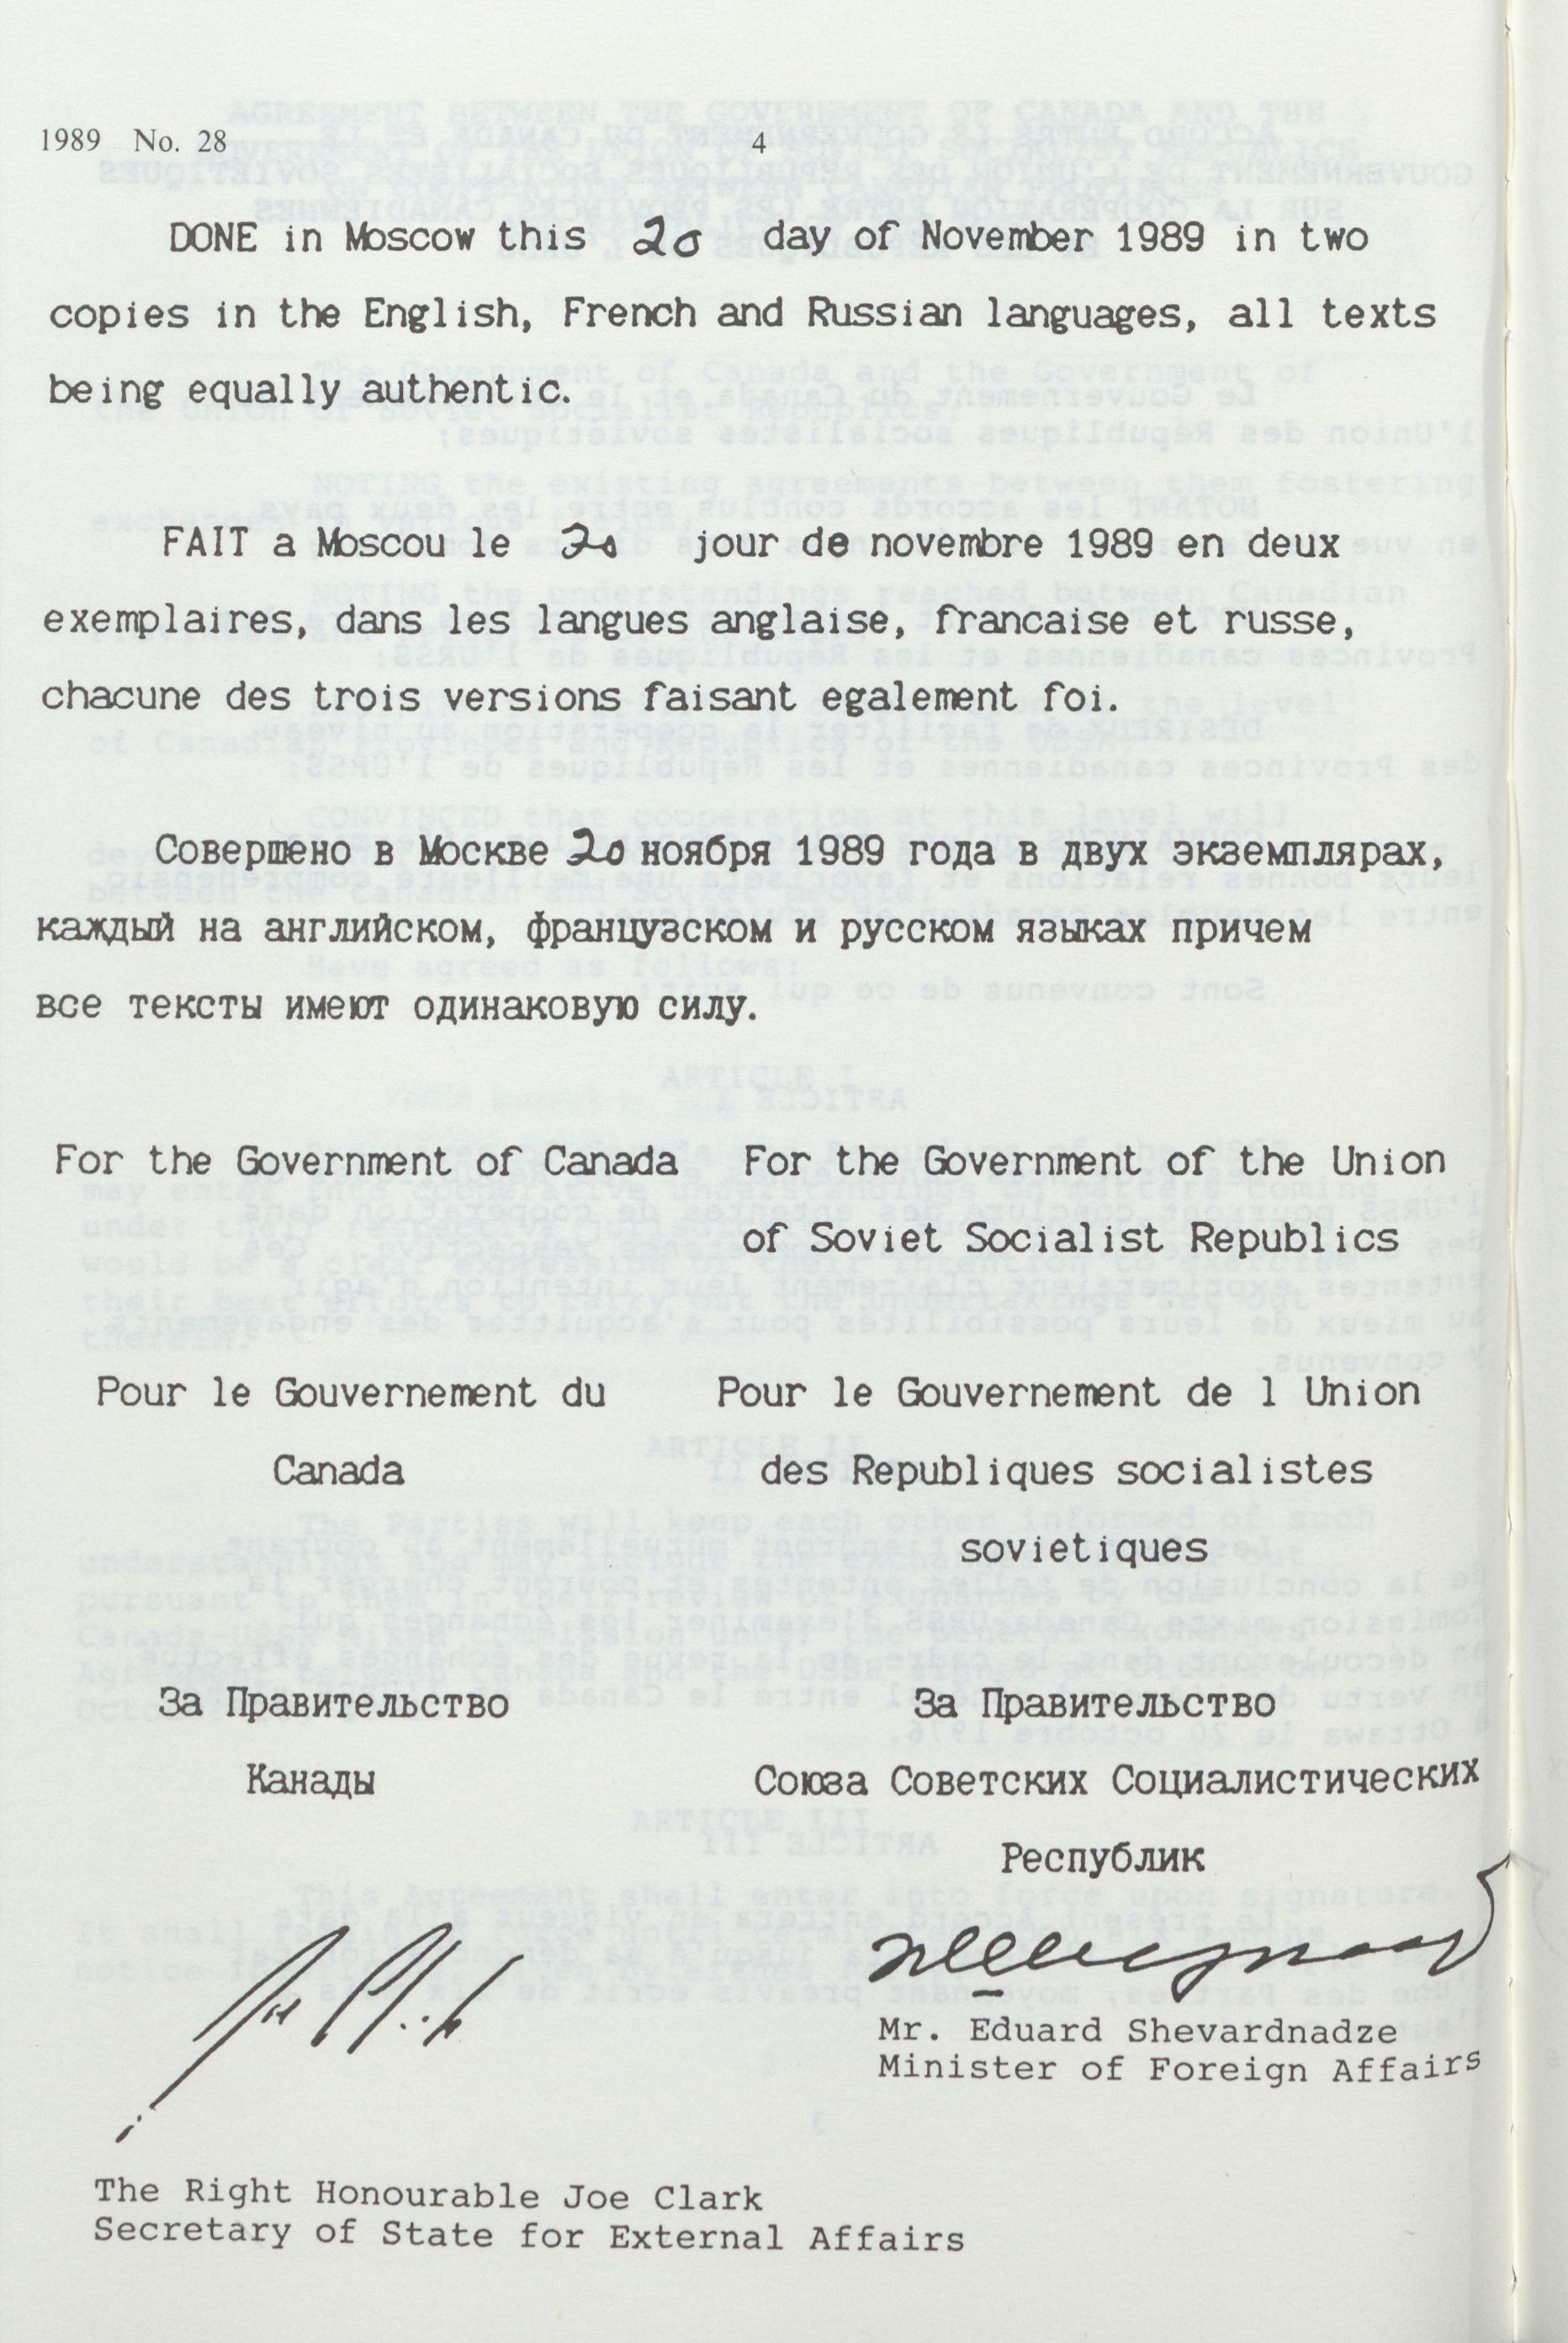 1989 No. 28 4
DONE in Moscow this 20 day of November 1989 in two
copies in the English, French and Russian languages, all texts
being equally authentic.
FAIT a Moscou le 20 jour de novembre 1989 en deux
exemplaires, dans les langues anglaise, francaise et russe,
chacune des trois versions faisant egalement foi.
Совершено в Москве 20 ноября 1989 года в двух экземплярах,
каждый на английском, французском и русском языках причем
все тексты имеют одинаковую силу.
For the Government of Canada
For the Government of the Union
of Soviet Socialist Republics
Pour le Gouvernement du
Canada
Pour le Gouvernement de l Union
des Republiques socialistes
sovietiques
За Правительство
Канады
За Правительство
Союза Советских Социалистических
Республик
Mr. Eduard Shevardnadze
Minister of Foreign Affairs
The Right Honourable Joe Clark
Secretary of State for External Affairs